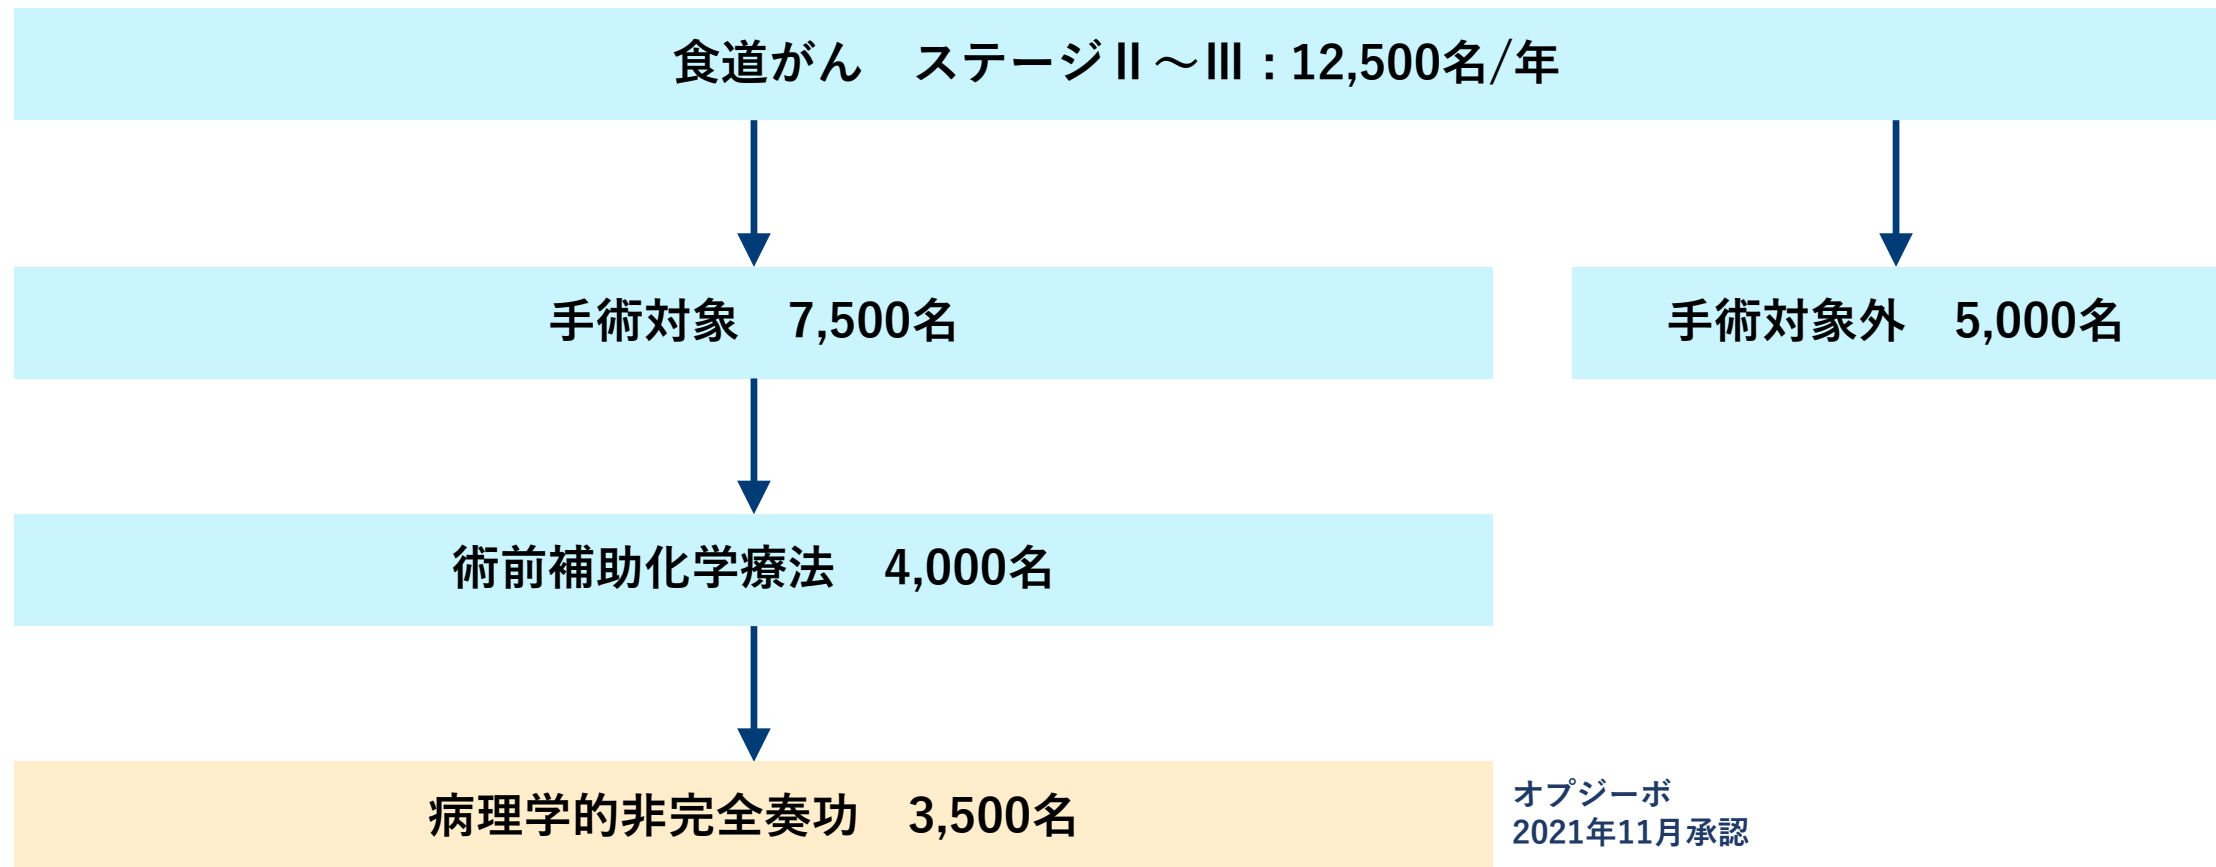 食道がん　ステージⅡ～Ⅲ：12,500名/年
手術対象　7,500名
手術対象外　5,000名
術前補助化学療法　4,000名
病理学的非完全奏功　3,500名
オプジーボ
2021年11月承認